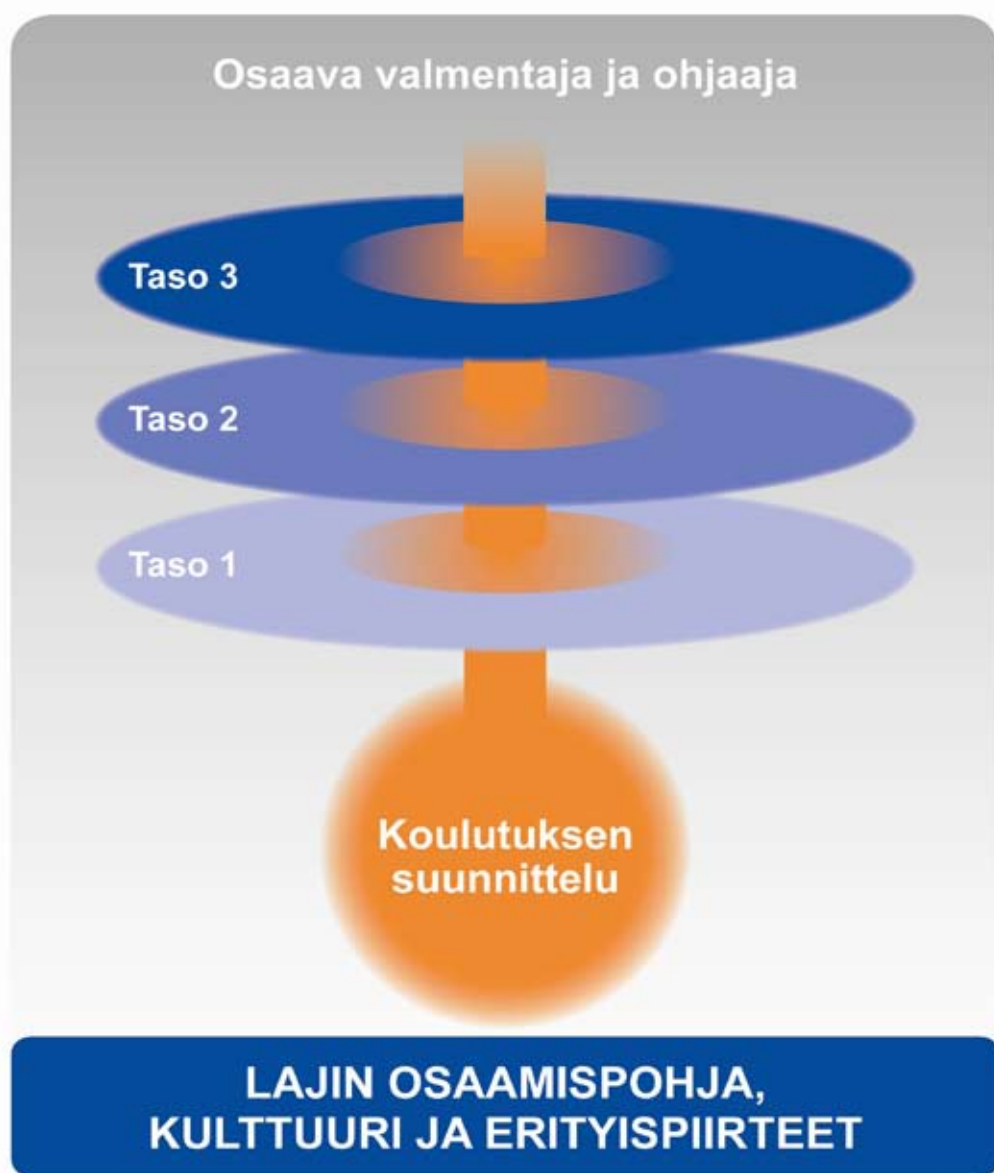 Osaava valmentaja ja ohjaaja
Taso 3
Taso 2
Taso 1
Koulutuksen
suunnittelu
LAJIN OSAAMISPOHJA,
KULTTUURI JA ERITYISPIIRTEET